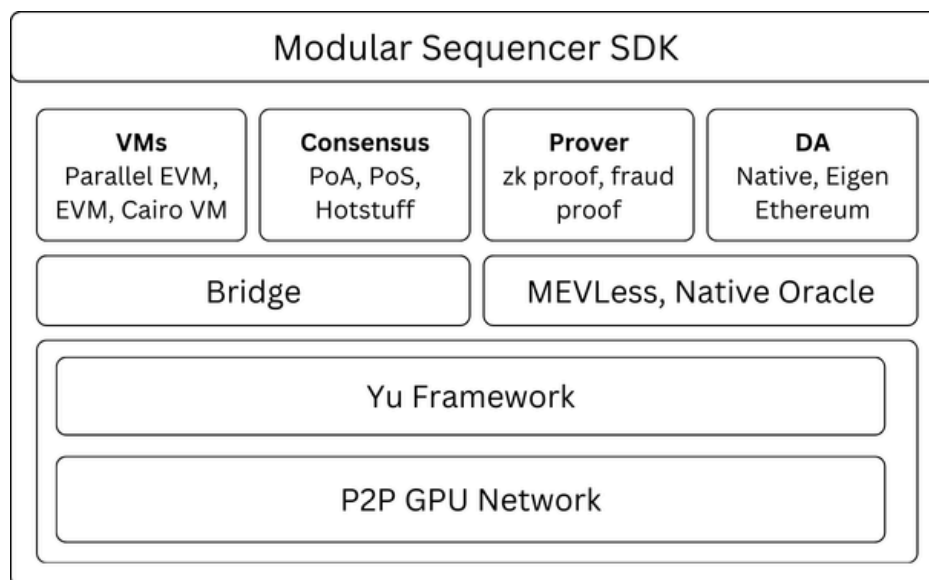 Modular Sequencer SDK
VMs
Parallel EVM,
EVM, Cairo VM
Consensus
PoA, PoS,
Hotstuff
Prover
zk proof, fraud
proof
DA
Native, Eigen
Ethereum
Bridge
MEVLess, Native Oracle
Yu Framework
P2P GPU Network